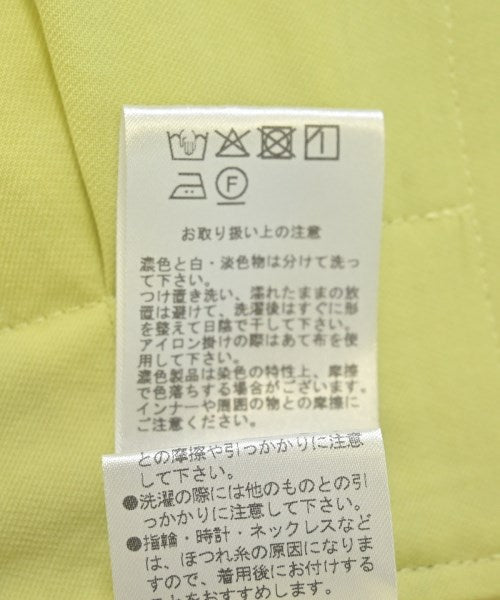 F
お取り扱い上の注意
濃色と白・淡色物は分けて洗っ
て下さい。
つけ置き洗い、濡れたままの放
置は避けて、洗濯後はすぐに形
を整えて日陰で干して下さい。
アイロン掛けの際はあて布を使
用して下さい。
濃色製品は染色の特性上、摩擦
で色落ちする場合がございます。
インナーや周囲の物との摩擦に
ご注意ください。
との摩擦や引っかかりに注意
して下さい。
●洗濯の際には他のものとの引
っかかりに注意して下さい。
●指輪・時計・ネックレスなど
は、ほつれ糸の原因になりま
すので、着用後にお付けする
ことをおすすめします。